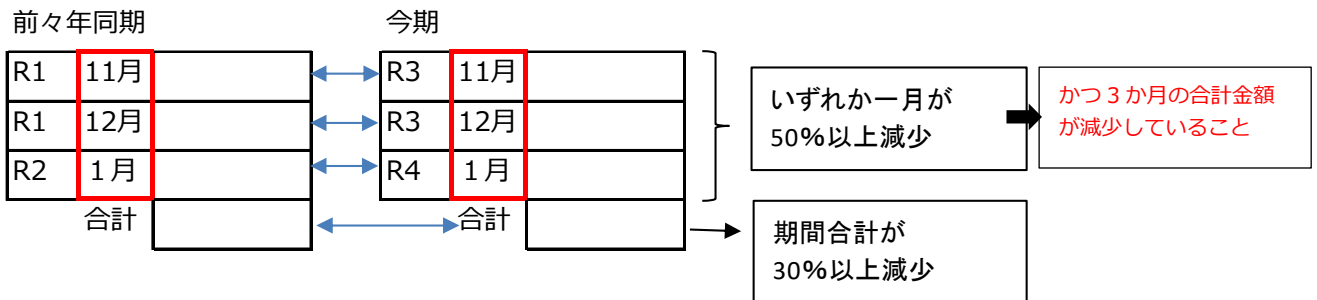 前々年同期
今期
R1 11月
R3 11月
R1 12月
R3 12月
R2 1月
R4 1月
合計
合計
いずれか一月が
50%以上減少
かつ3か月の合計金額
が減少していること
期間合計が
30%以上減少